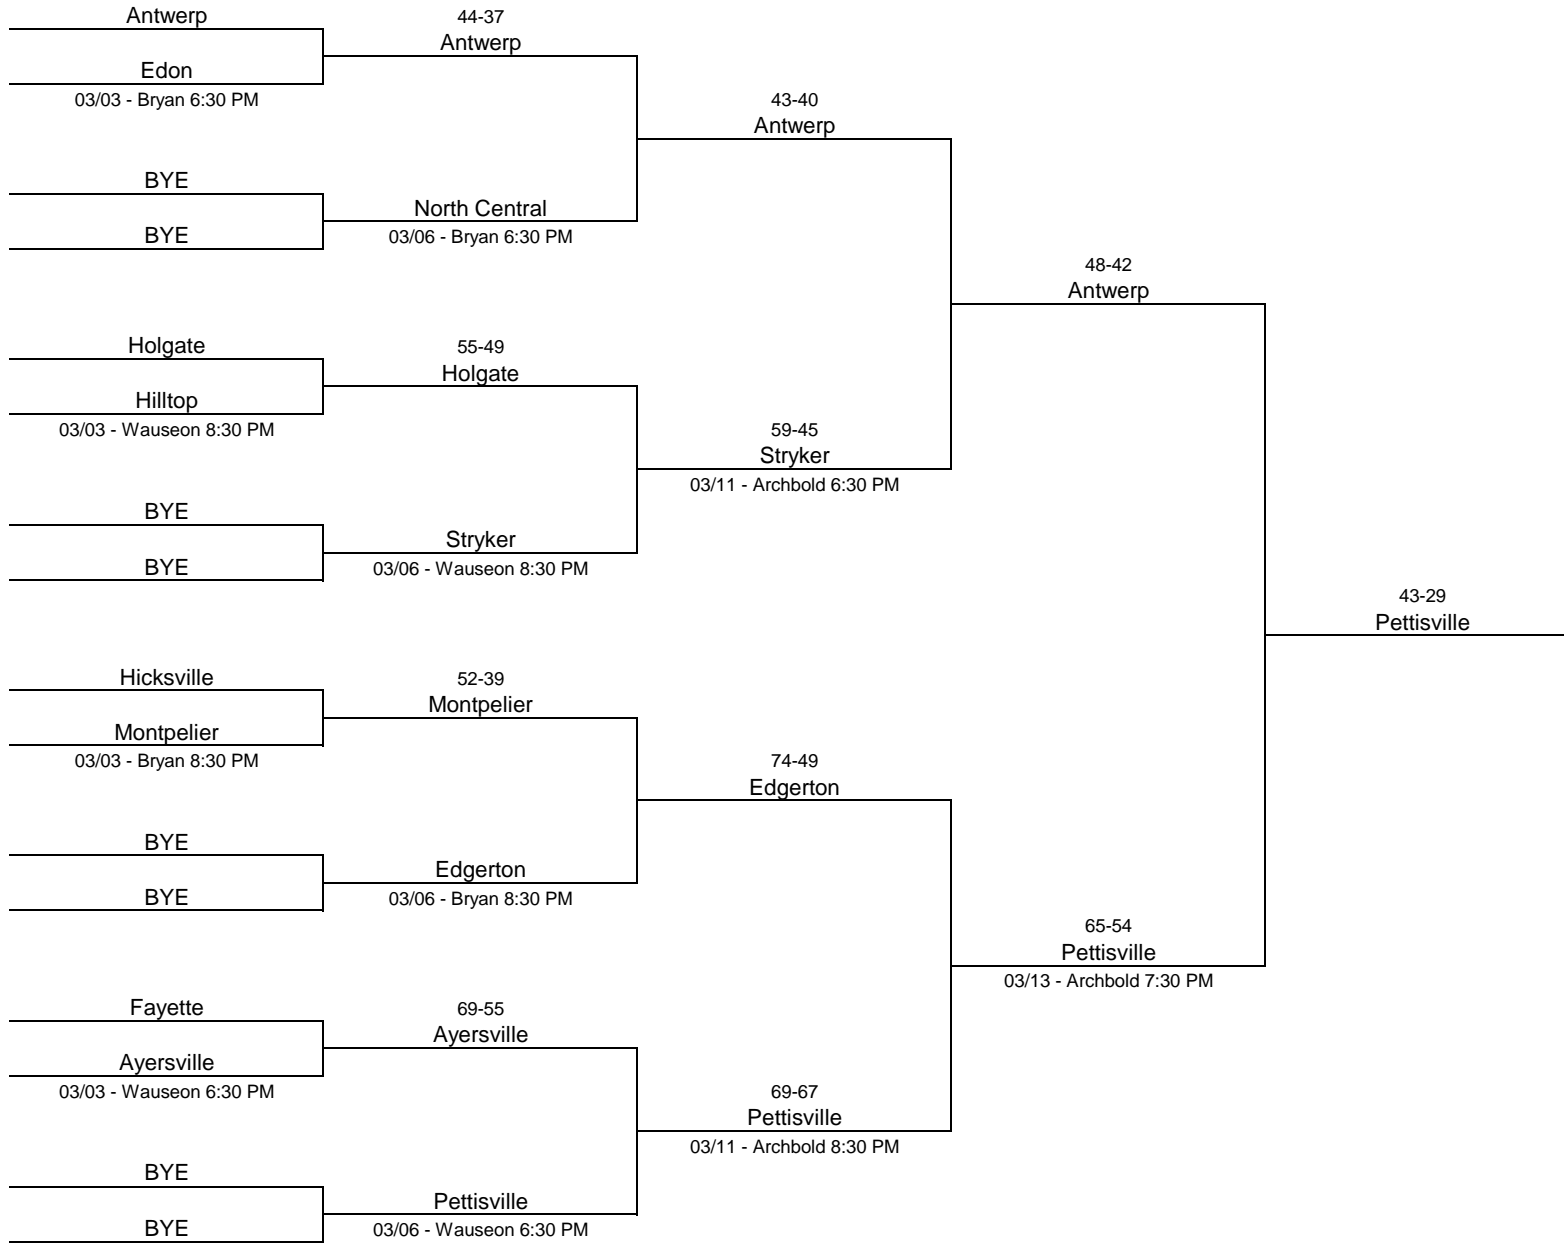 Antwerp
Edon
03/03 - Bryan 6:30 PM
BYE
BYE
Holgate
Hilltop
03/03 - Wauseon 8:30 PM
BYE
BYE
Hicksville
Montpelier
03/03 - Bryan 8:30 PM
BYE
BYE
Fayette
Ayersville
03/03 - Wauseon 6:30 PM
BYE
BYE
44-37
Antwerp
North Central
03/06 - Bryan 6:30 PM
55-49
Holgate
Stryker
03/06 - Wauseon 8:30 PM
52-39
Montpelier
Edgerton
03/06 - Bryan 8:30 PM
69-55
Ayersville
Pettisville
03/06 - Wauseon 6:30 PM
43-40
Antwerp
59-45
Stryker
03/11 - Archbold 6:30 PM
74-49
Edgerton
69-67
Pettisville
03/11 - Archbold 8:30 PM
48-42
Antwerp
65-54
Pettisville
03/13 - Archbold 7:30 PM
43-29
Pettisville